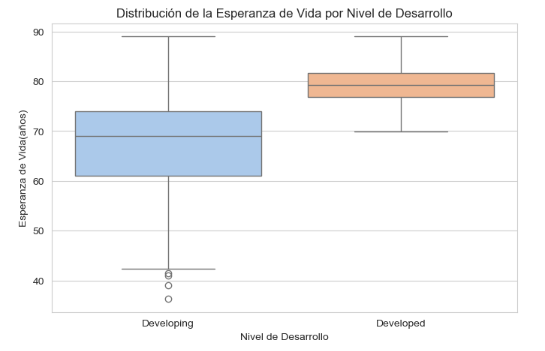 Distribución de la Esperanza de Vida por Nivel de Desarrollo
90
80
70
60
50
40
Esperanza de Vida(años)
Developing
Developed
Nivel de Desarrollo